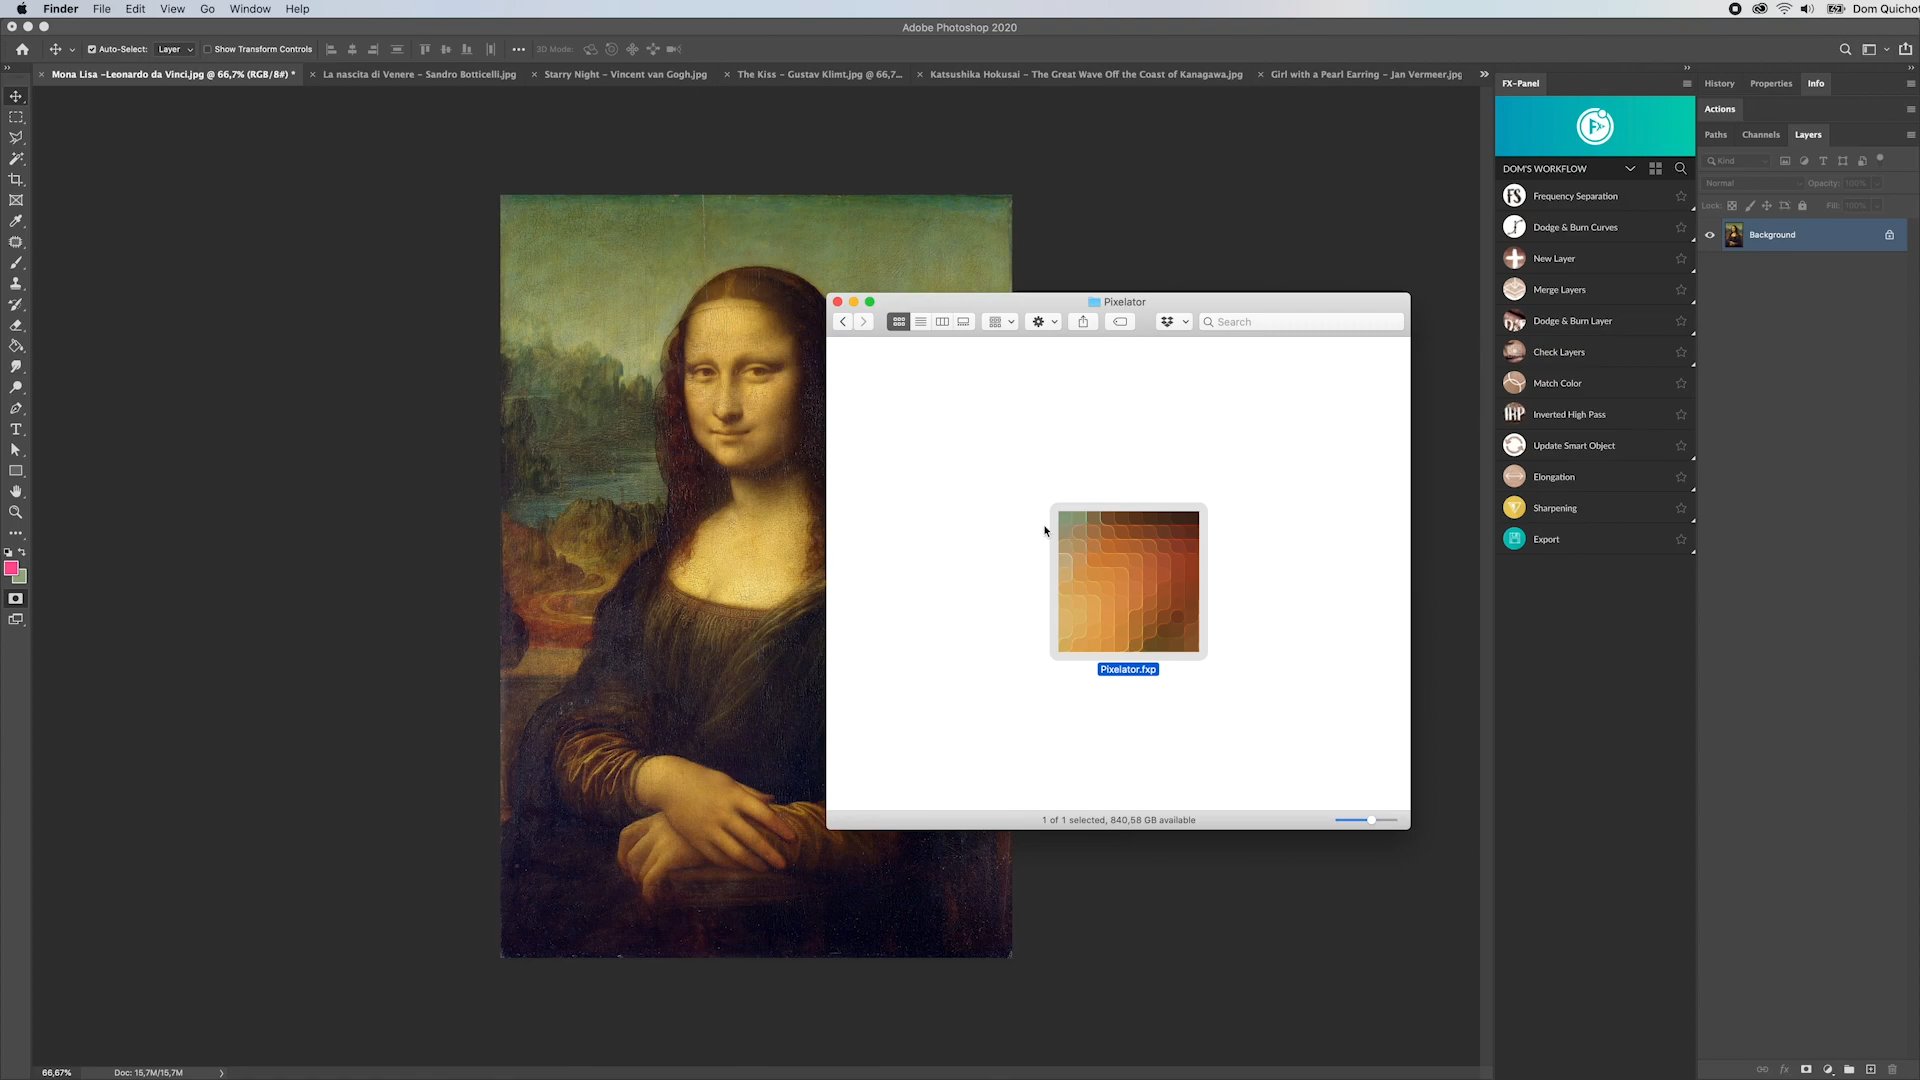 Finder File Edit View Go Window Help Dom Quichot
Adobe Photoshop 2020
Auto-Select: Layer Show Transform Controls 3D Mode:
Mona Lisa –Leonardo da Vinci.jpg @ 66,7% (RGB/8#) * La nascita di Venere – Sandro Botticelli.jpg Starry Night – Vincent van Gogh.jpg The Kiss – Gustav Klimt.jpg @ 66,7... Katsushika Hokusai – The Great Wave Off the Coast of Kanagawa.jpg Girl with a Pearl Earring – Jan Vermeer.jpg
FX-Panel
History Properties Info
Actions
Paths Channels Layers
Kind
Normal Opacity: 100%
Lock: Fill: 100%
Background
DOM'S WORKFLOW
FS Frequency Separation
Dodge & Burn Curves
New Layer
Merge Layers
Dodge & Burn Layer
Check Layers
Match Color
IHP Inverted High Pass
Update Smart Object
Elongation
Sharpening
Export
Pixelator
Search
Pixelator.fxp
1 of 1 selected, 840,58 GB available
66,67% Doc: 15,7M/15,7M